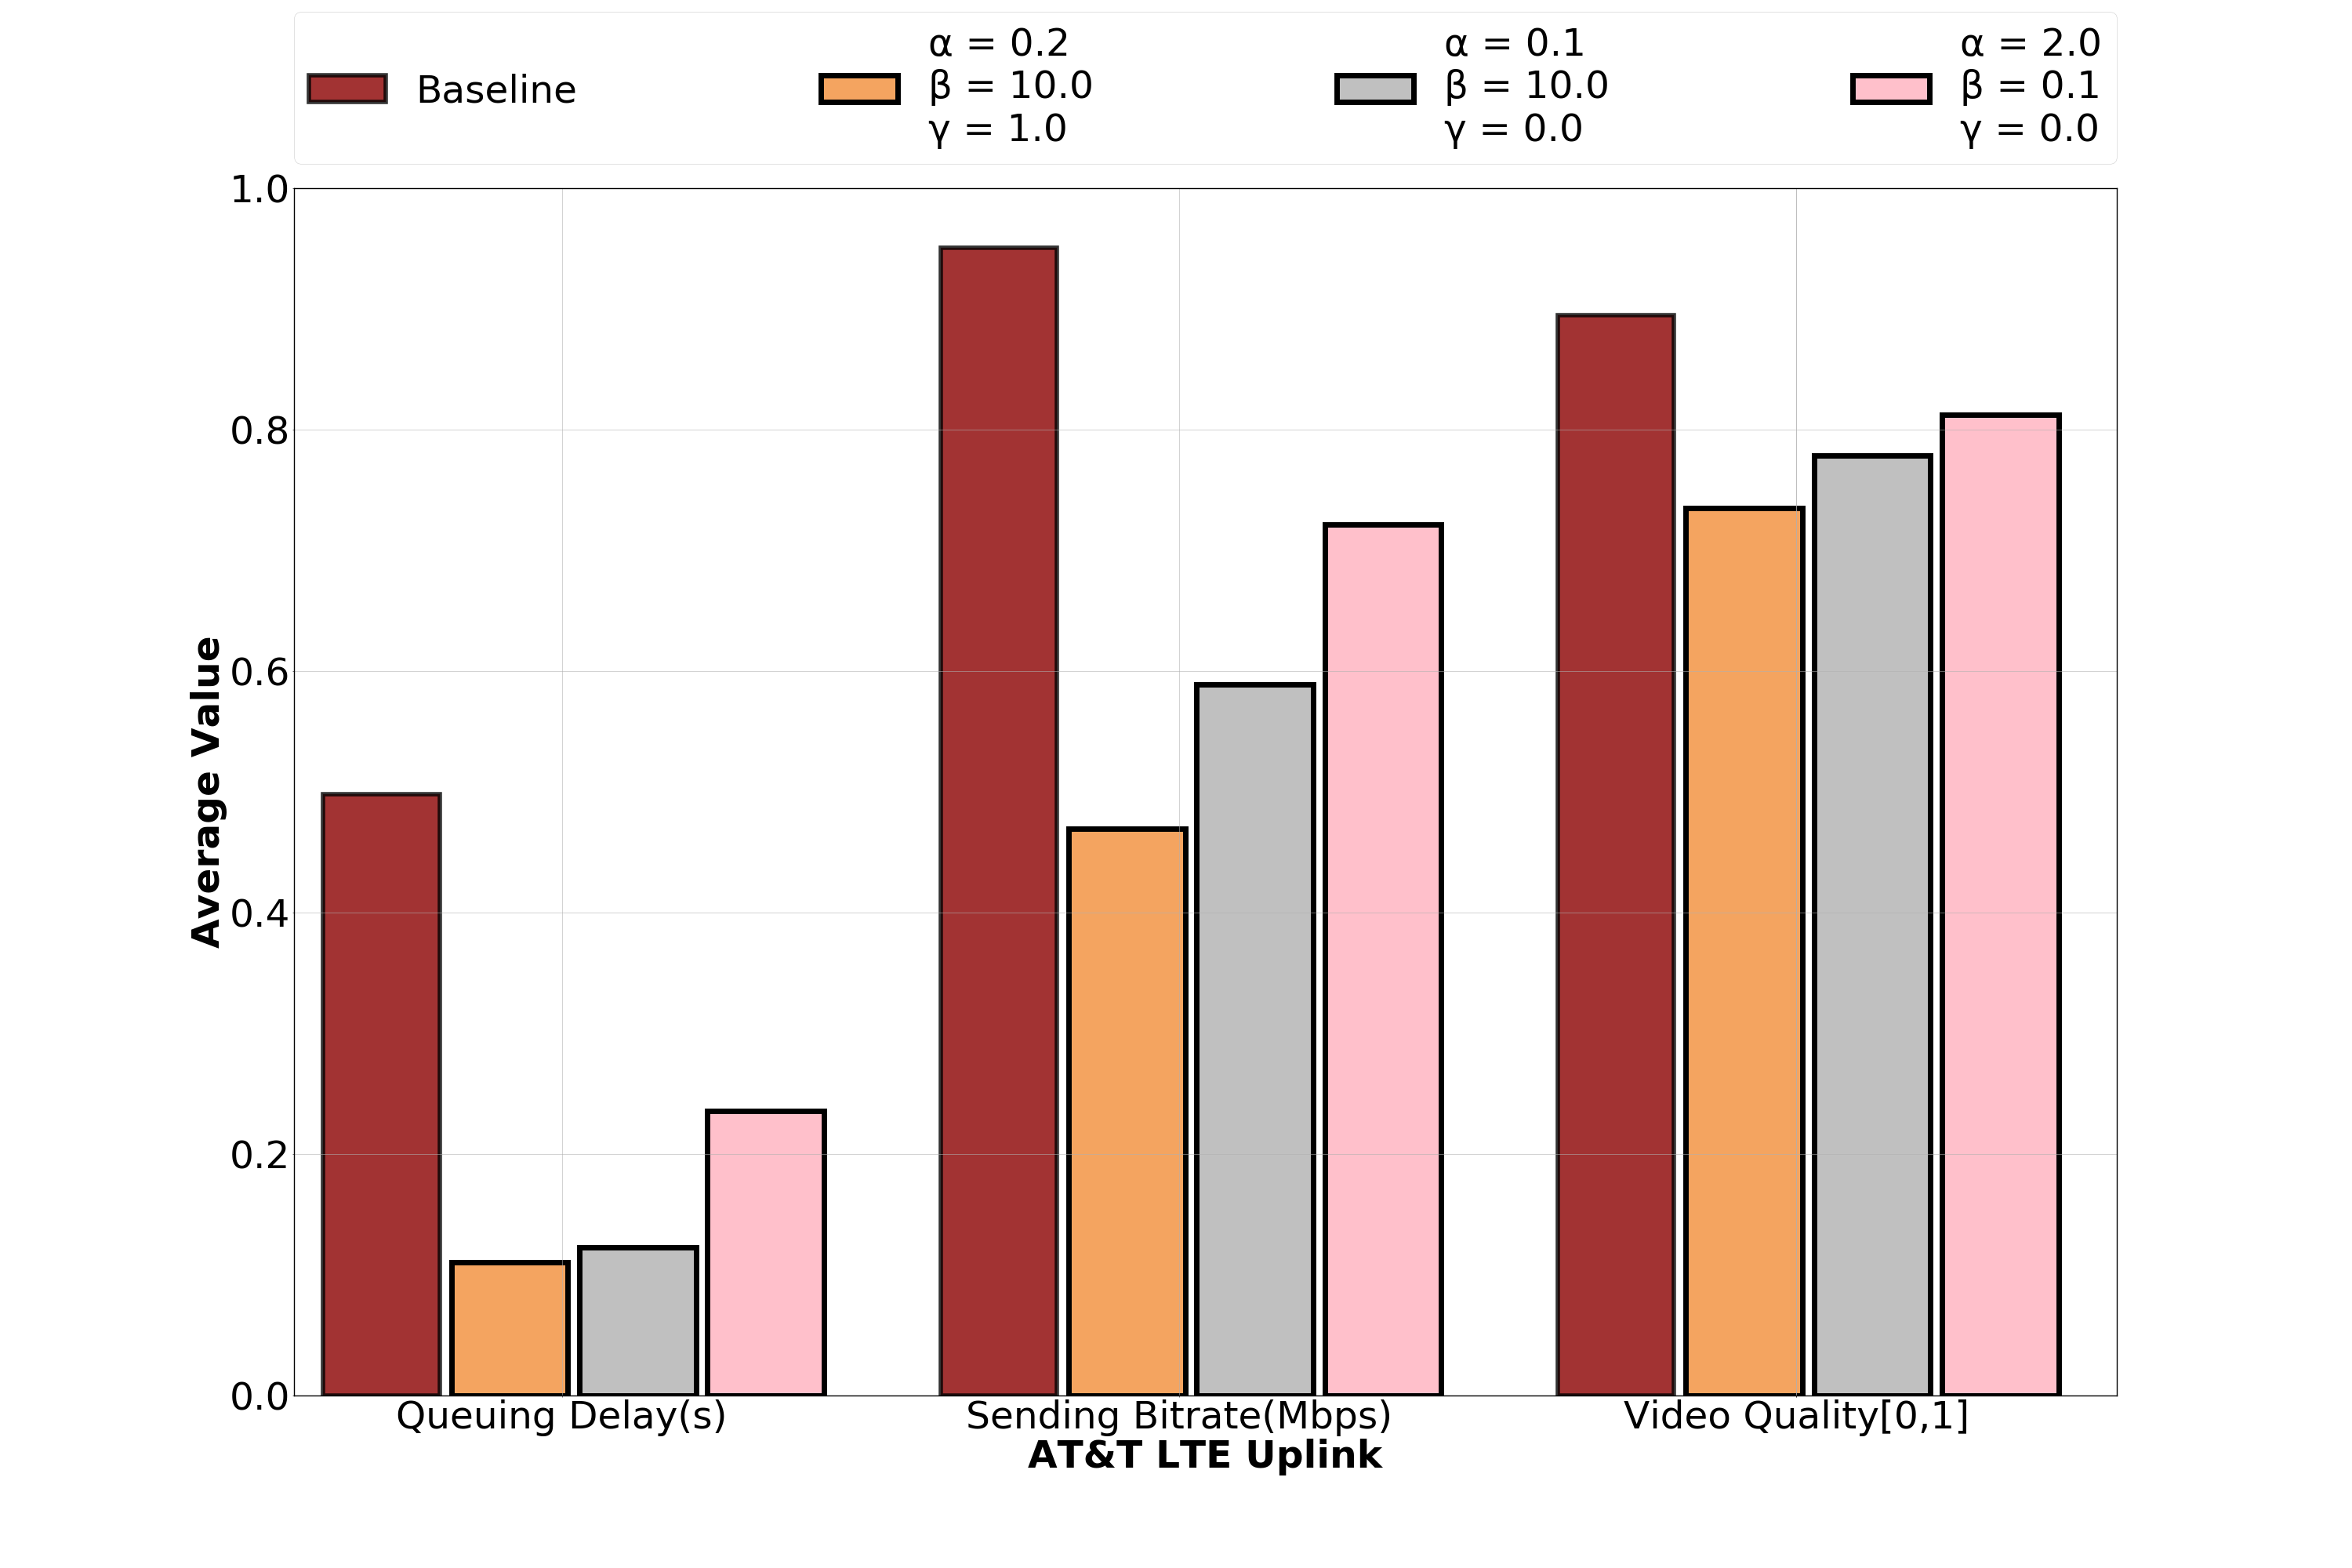 Baseline
α = 0.2
β = 10.0
γ = 1.0
α = 0.1
β = 10.0
γ = 0.0
α = 2.0
β = 0.1
γ = 0.0
1.0
0.8
0.6
0.4
0.2
0.0
Average Value
Queuing Delay(s)
Sending Bitrate(Mbps)
Video Quality[0,1]
AT&T LTE Uplink